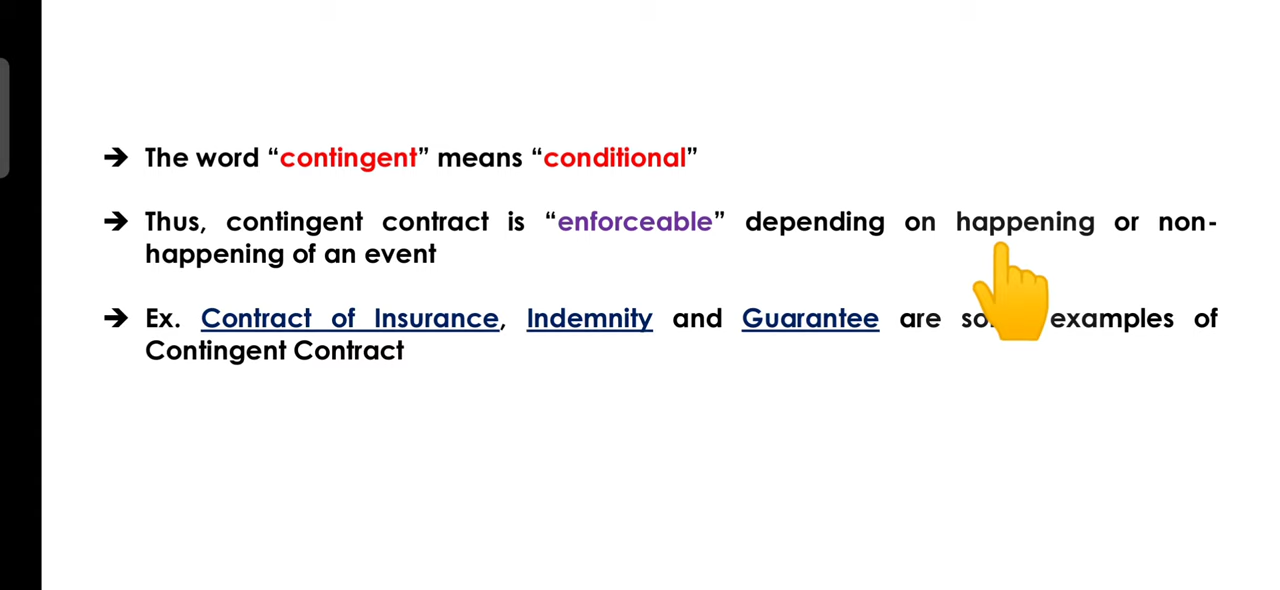 ➔ The word “contingent” means “conditional”
➔ Thus, contingent contract is “enforceable” depending on happening or non-
happening of an event
➔ Ex. Contract of Insurance, Indemnity and Guarantee are examples of
Contingent Contract